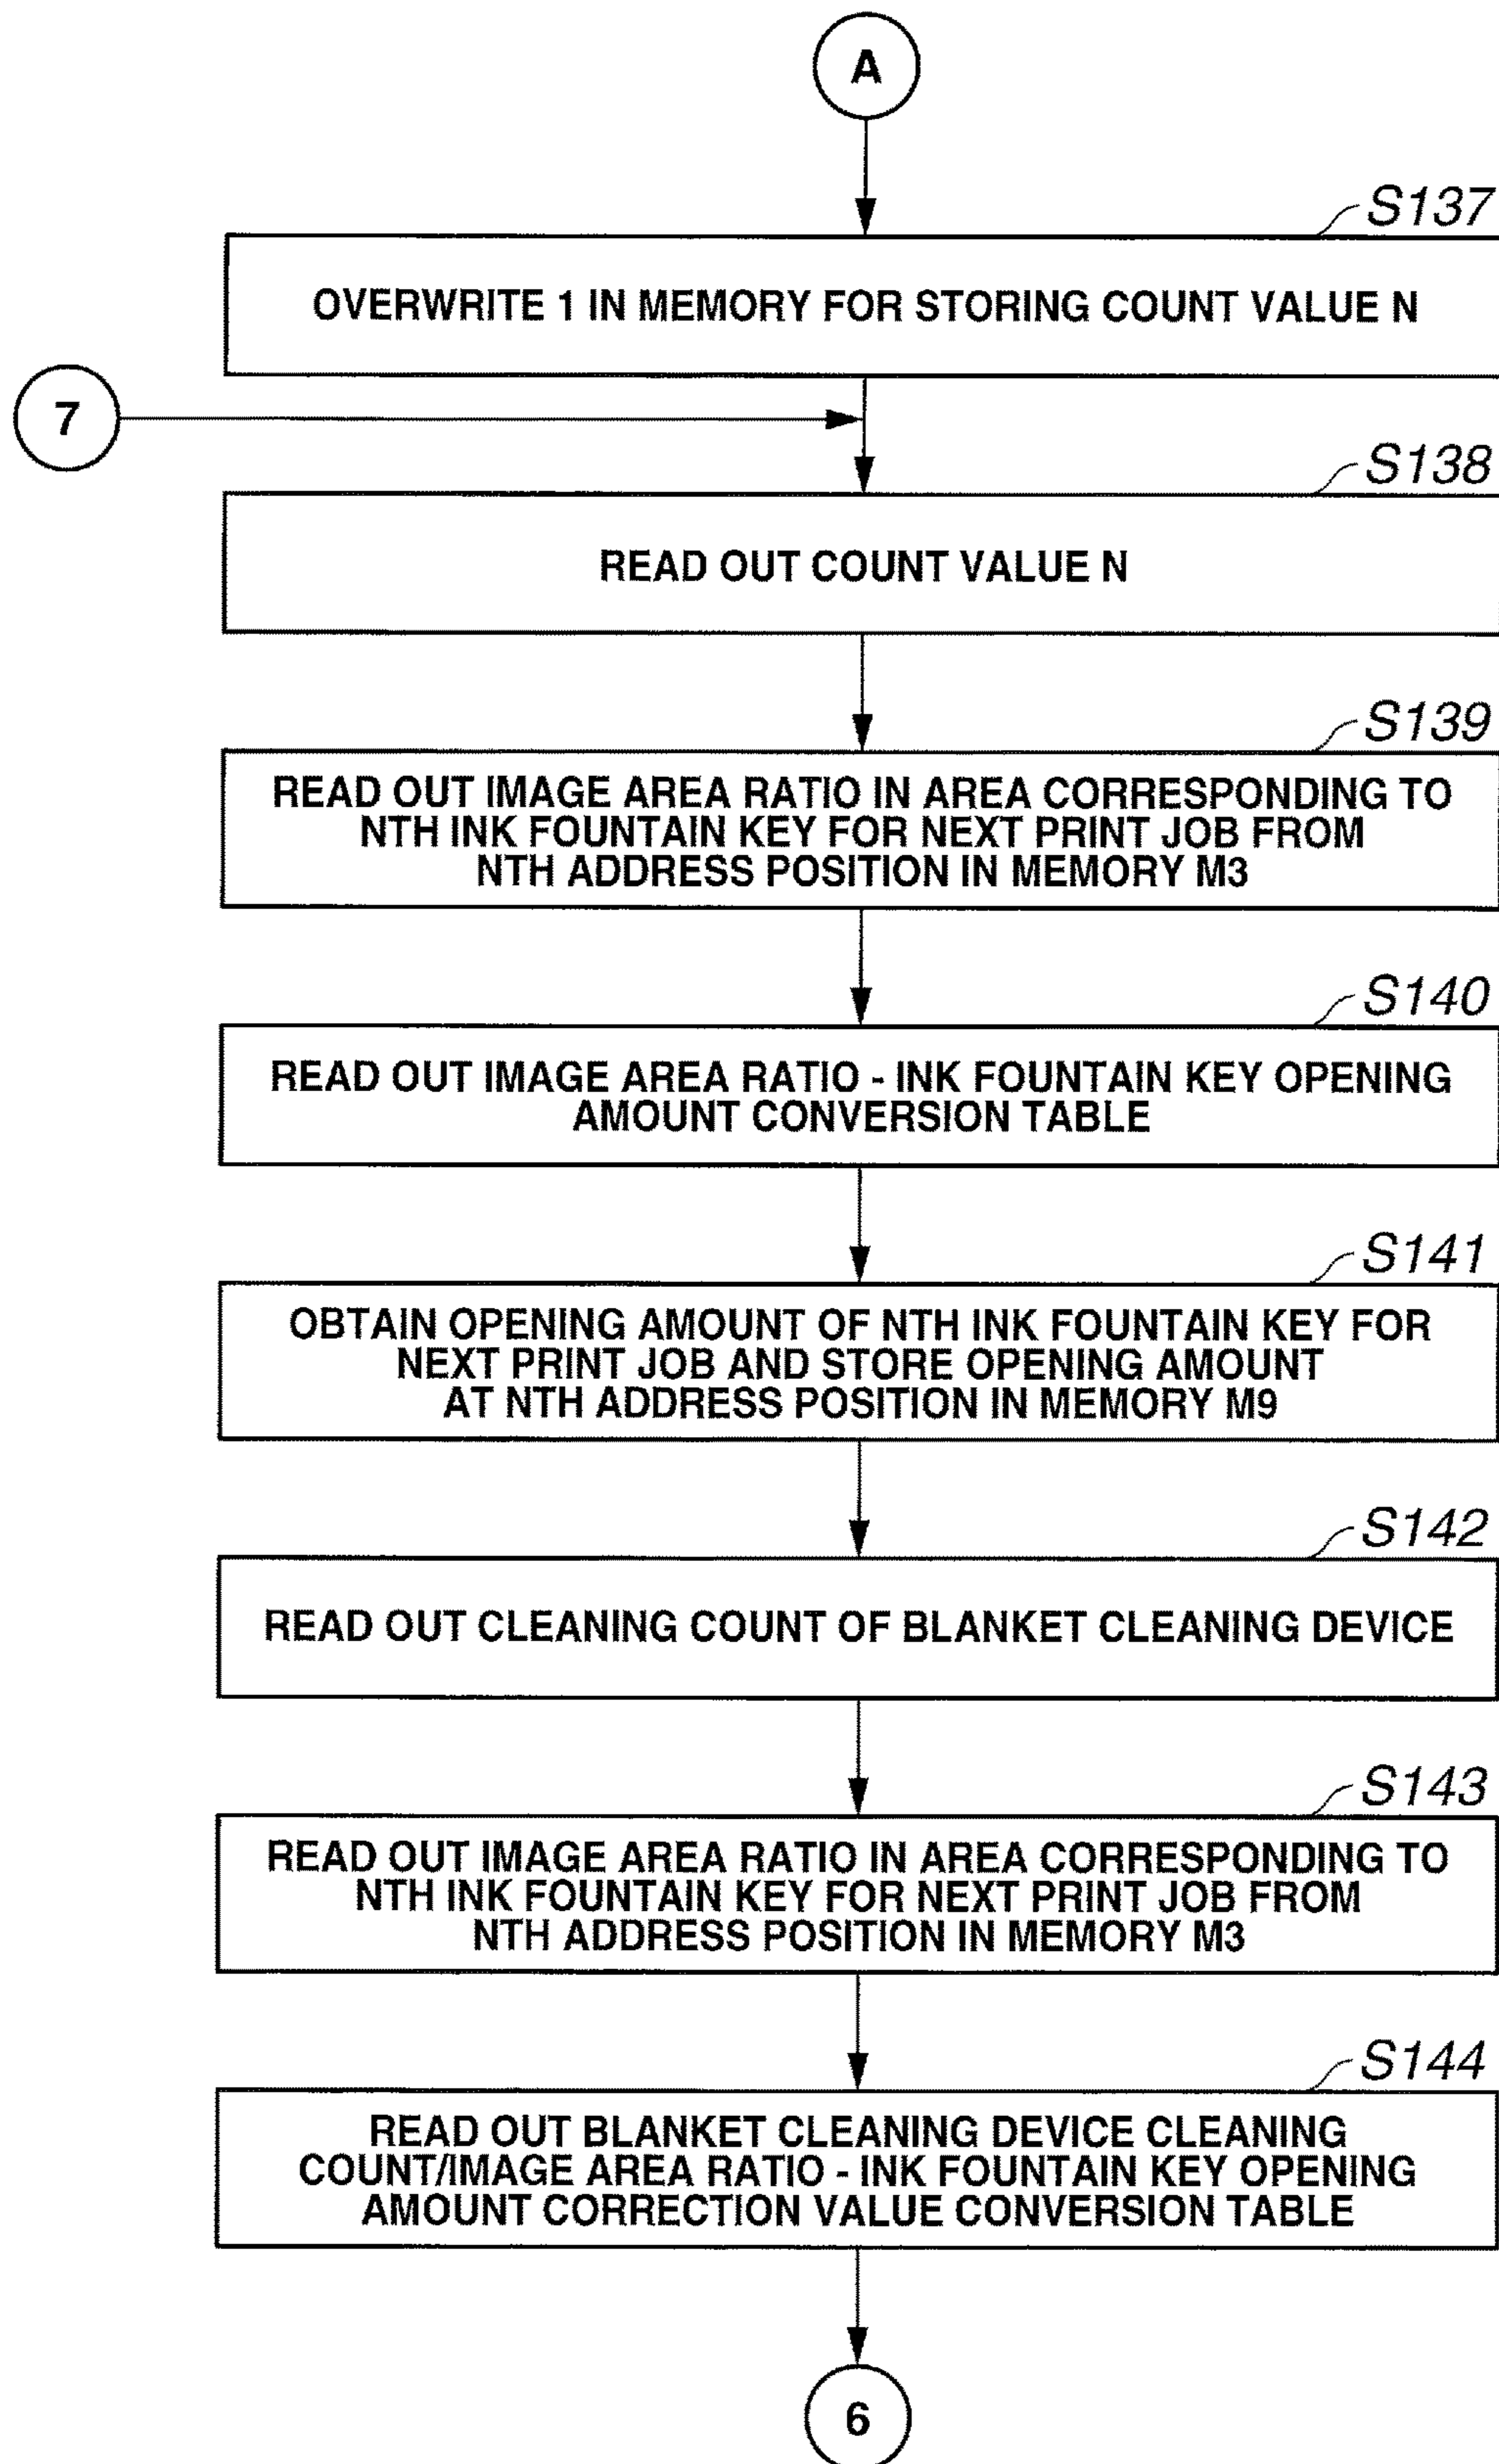 A
S137
OVERWRITE 1 IN MEMORY FOR STORING COUNT VALUE N
7
S138
READ OUT COUNT VALUE N
S139
READ OUT IMAGE AREA RATIO IN AREA CORRESPONDING TO
NTH INK FOUNTAIN KEY FOR NEXT PRINT JOB FROM
NTH ADDRESS POSITION IN MEMORY M3
S140
READ OUT IMAGE AREA RATIO - INK FOUNTAIN KEY OPENING
AMOUNT CONVERSION TABLE
S141
OBTAIN OPENING AMOUNT OF NTH INK FOUNTAIN KEY FOR
NEXT PRINT JOB AND STORE OPENING AMOUNT
AT NTH ADDRESS POSITION IN MEMORY M9
S142
READ OUT CLEANING COUNT OF BLANKET CLEANING DEVICE
S143
READ OUT IMAGE AREA RATIO IN AREA CORRESPONDING TO
NTH INK FOUNTAIN KEY FOR NEXT PRINT JOB FROM
NTH ADDRESS POSITION IN MEMORY M3
S144
READ OUT BLANKET CLEANING DEVICE CLEANING
COUNT/IMAGE AREA RATIO - INK FOUNTAIN KEY OPENING
AMOUNT CORRECTION VALUE CONVERSION TABLE
6